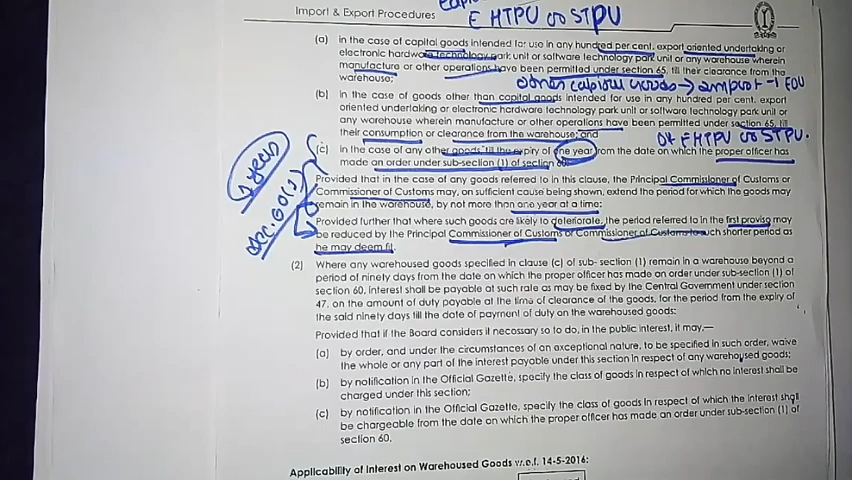 Import & Export Procedures
E HTPU or STPU
(a) in the case of capital goods intended for use in any hundred per cent. export oriented undertaking or
electronic hardware technology park unit or software technology park unit or any warehouse wherein
manufacture or other operations have been permitted under section 65, till their clearance from the
warehouse;
other capital goods → import - EOU
(b) in the case of goods other than capital goods intended for use in any hundred per cent. export
oriented undertaking or electronic hardware technology park unit or software technology park unit or
any warehouse wherein manufacture or other operations have been permitted under section 65, till
their consumption or clearance from the warehouse; and
or EHTPU or STPU.
(c) in the case of any other goods, till the expiry of one year from the date on which the proper officer has
made an order under sub-section (1) of section 60:
1 year
sec.60(1)
Provided that in the case of any goods referred to in this clause, the Principal Commissioner of Customs or
Commissioner of Customs may, on sufficient cause being shown, extend the period for which the goods may
remain in the warehouse, by not more than one year at a time:
Provided further that where such goods are likely to deteriorate, the period referred to in the first proviso may
be reduced by the Principal Commissioner of Customs or Commissioner of Customs to such shorter period as
he may deem fit.
(2) Where any warehoused goods specified in clause (c) of sub- section (1) remain in a warehouse beyond a
period of ninety days from the date on which the proper officer has made an order under sub-section (1) of
section 60, interest shall be payable at such rate as may be fixed by the Central Government under section
47, on the amount of duty payable at the time of clearance of the goods, for the period from the expiry of
the said ninety days till the date of payment of duty on the warehoused goods:
Provided that if the Board considers it necessary so to do, in the public interest, it may,—
(a) by order, and under the circumstances of an exceptional nature, to be specified in such order, waive
the whole or any part of the interest payable under this section in respect of any warehoused goods;
(b) by notification in the Official Gazette, specify the class of goods in respect of which no interest shall be
charged under this section;
(c) by notification in the Official Gazette, specify the class of goods in respect of which the interest shall
be chargeable from the date on which the proper officer has made an order under sub-section (1) of
section 60.
Applicability of Interest on Warehoused Goods w.e.f. 14-5-2016: